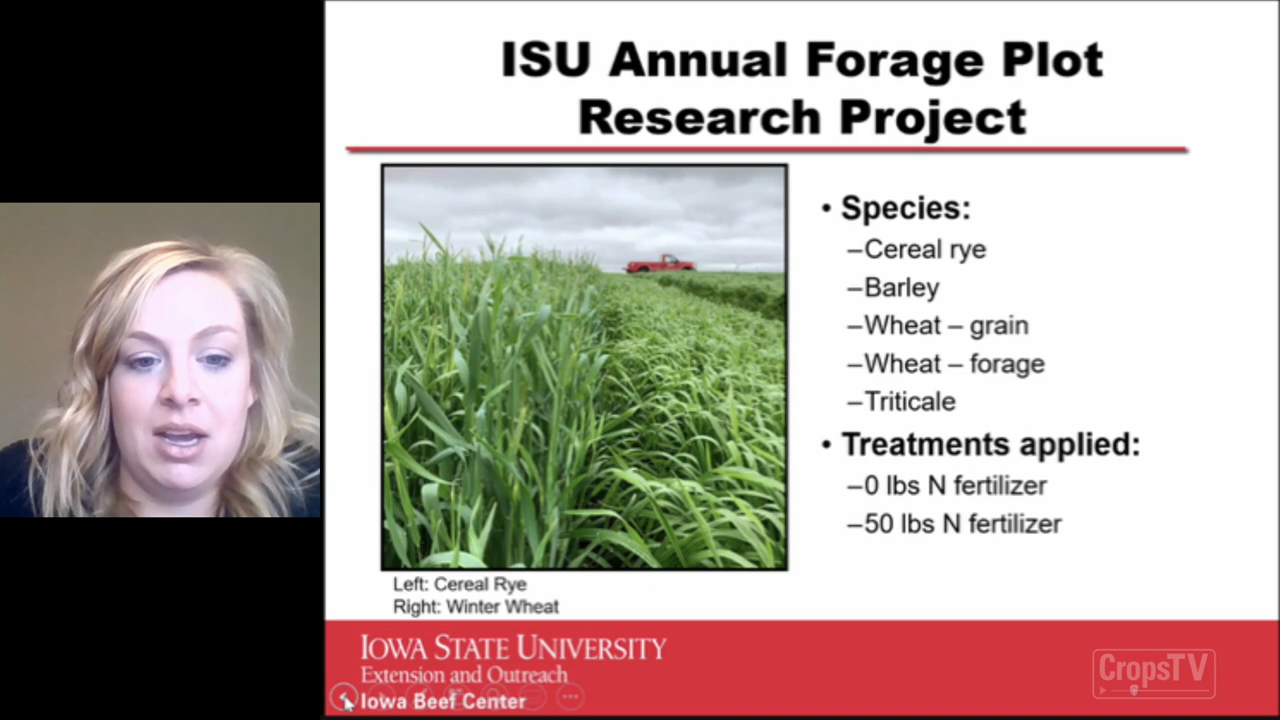 ISU Annual Forage Plot
Research Project
• Species:
–Cereal rye
–Barley
–Wheat – grain
–Wheat – forage
–Triticale
• Treatments applied:
–0 lbs N fertilizer
–50 lbs N fertilizer
Left: Cereal Rye
Right: Winter Wheat
IOWA STATE UNIVERSITY
Extension and Outreach
Iowa Beef Center
CropsTV